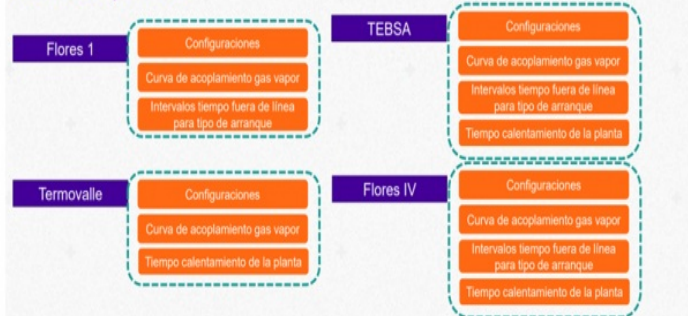 Flores 1
Configuraciones
Curva de acoplamiento gas vapor
Intervalos tiempo fuera de línea
para tipo de arranque
TEBSA
Configuraciones
Curva de acoplamiento gas vapor
Intervalos tiempo fuera de línea
para tipo de arranque
Tiempo calentamiento de la planta
Termovalle
Configuraciones
Curva de acoplamiento gas vapor
Tiempo calentamiento de la planta
Flores IV
Configuraciones
Curva de acoplamiento gas vapor
Intervalos tiempo fuera de línea
para tipo de arranque
Tiempo calentamiento de la planta